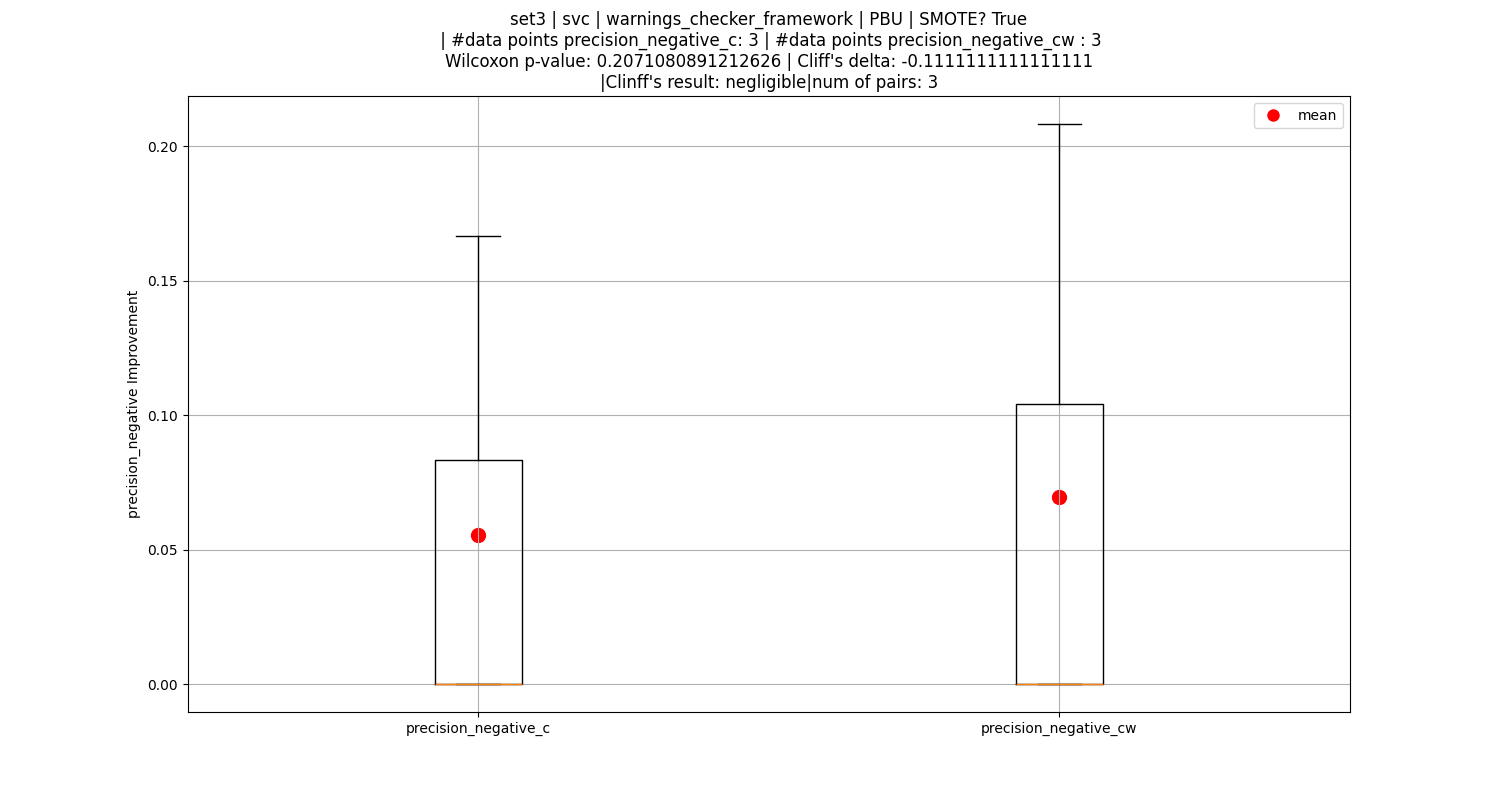 set3 | svc | warnings_checker_framework | PBU | SMOTE? True
| #data points precision_negative_c: 3 | #data points precision_negative_cw : 3
Wilcoxon p-value: 0.2071080891212626 | Cliff's delta: -0.1111111111111111
|Clinff's result: negligible|num of pairs: 3
mean
0.20
0.15
0.10
0.05
0.00
precision_negative Improvement
precision_negative_c
precision_negative_cw